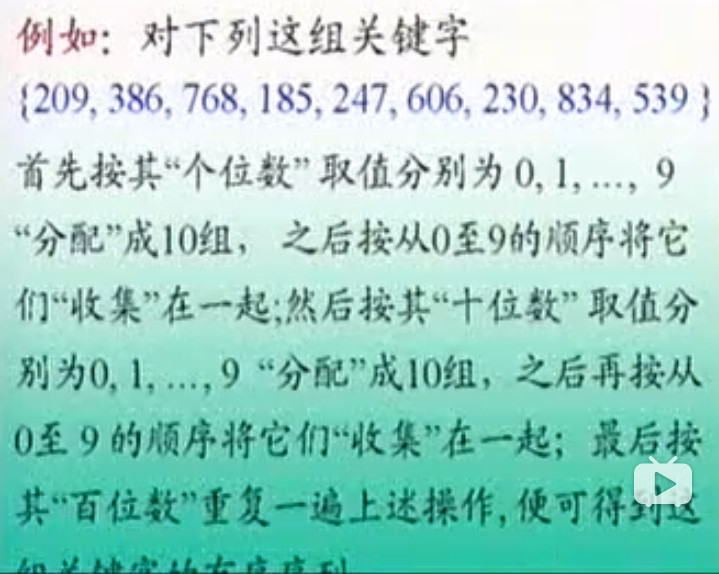 例如：对下列这组关键字
{209, 386, 768, 185, 247, 606, 230, 834, 539 }
首先按其“个位数” 取值分别为 0, 1, …, 9
“分配”成10组， 之后按从0至9的顺序将它
们“收集”在一起;然后按其“十位数” 取值分
别为0, 1, …, 9 “分配”成10组，之后再按从
0至 9 的顺序将它们“收集”在一起；最后按
其“百位数”重复一遍上述操作, 便可得到这
组关键字的有序序列